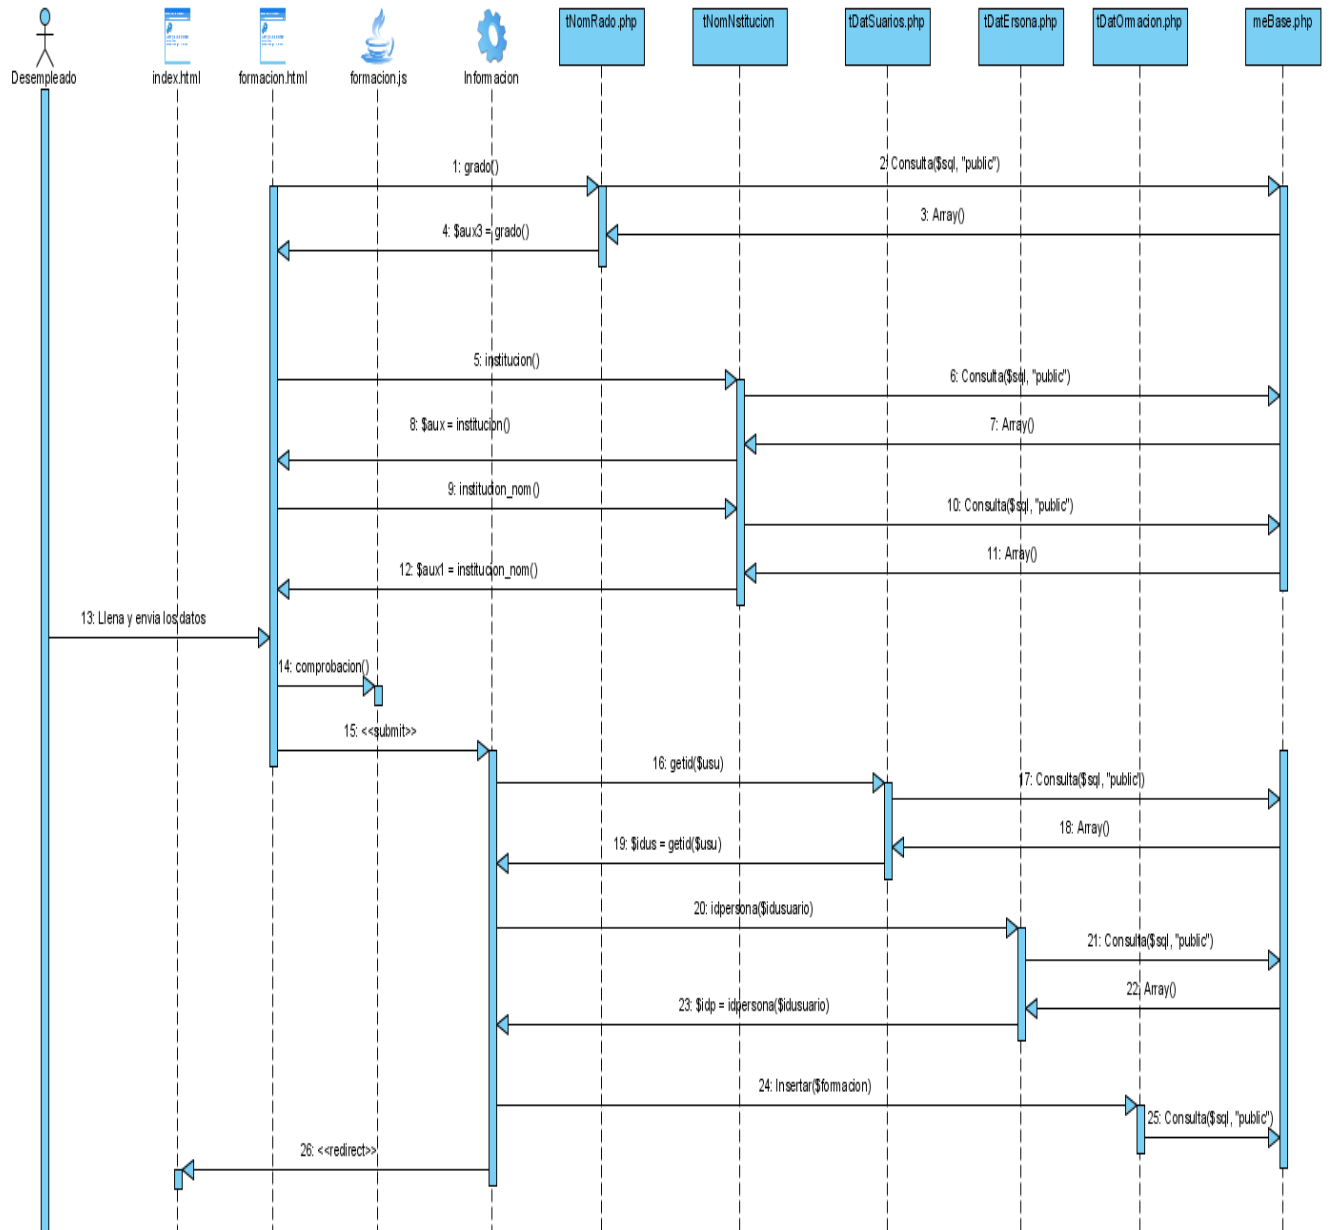 Desempleado
index.html
formacion.html
formacion.js
Informacion
tNomRado.php
tNomNstitucion
tDatSuarios.php
tDatErsona.php
tDatOrmacion.php
meBase.php
1: grado()
2: Consulta($sql, "public")
3: Array()
4: $aux3 = grado()
5: institucion()
6: Consulta($sql, "public")
7: Array()
8: $aux = institucion()
9: institucion_nom()
10: Consulta($sql, "public")
11: Array()
12: $aux1 = institucion_nom()
13: Llena y envia los datos
14: comprobacion()
15: <<submit>>
16: getid($usu)
17: Consulta($sql, "public")
18: Array()
19: $idus = getid($usu)
20: idpersona($idusuario)
21: Consulta($sql, "public")
22: Array()
23: $idp = idpersona($idusuario)
24: Insertar($formacion)
25: Consulta($sql, "public")
26: <<redirect>>